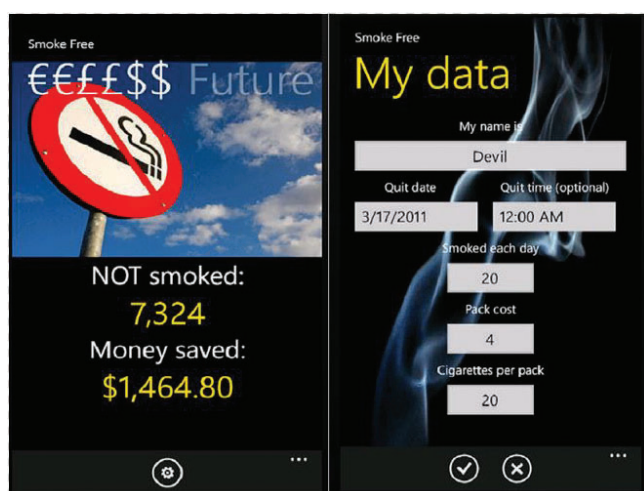 Smoke Free
€€££$$ Future
NOT smoked:
7,324
Money saved:
$1,464.80
...
Smoke Free
My data
My name is
Devil
Quit date Quit time (optional)
3/17/2011 12:00 AM
Smoked each day
20
Pack cost
4
Cigarettes per pack
20
...